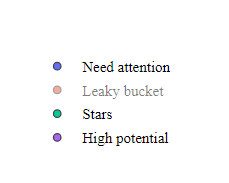 Need attention
Leaky bucket
Stars
High potential